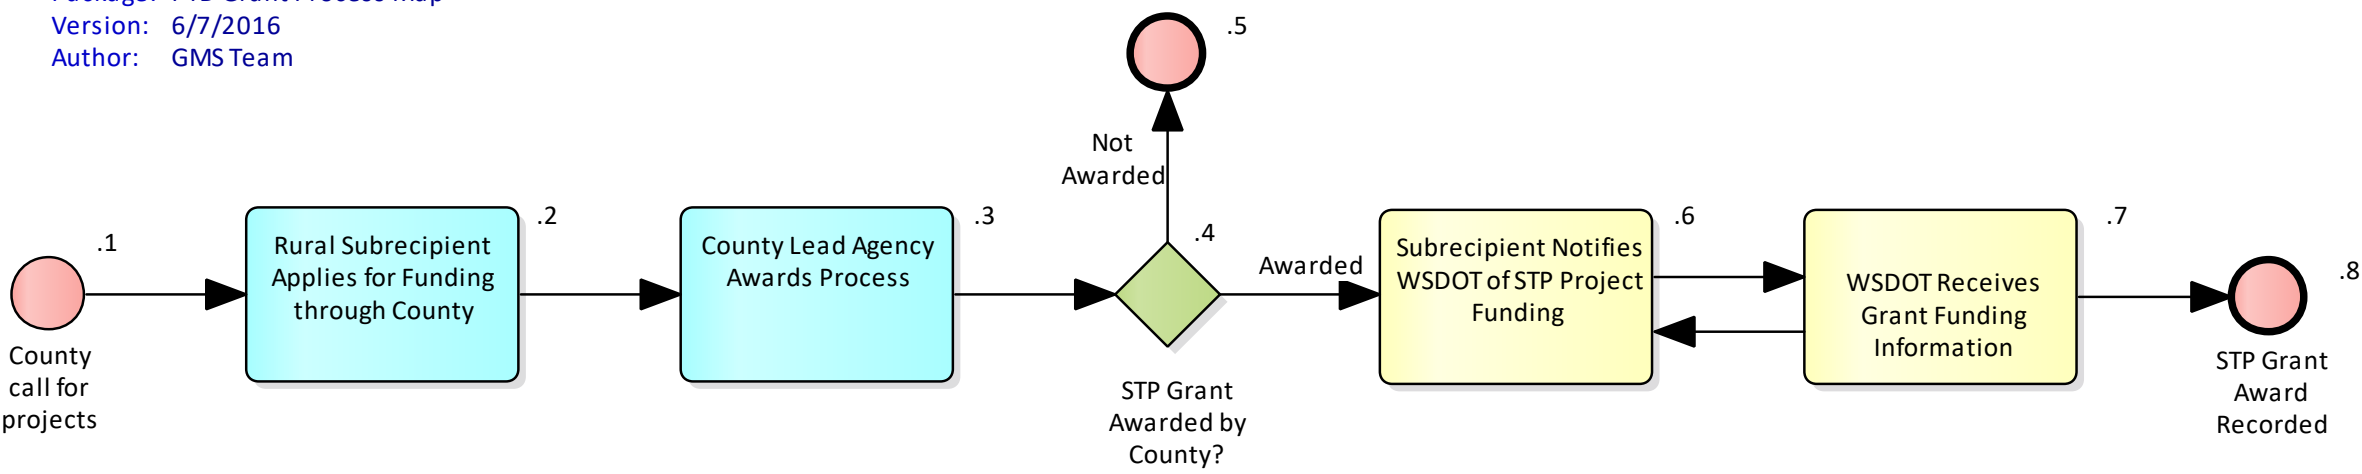 Version: 6/7/2016
Author: GMS Team
.5
Not
Awarded
.1
.2
Rural Subrecipient
Applies for Funding
through County
.3
County Lead Agency
Awards Process
.4
Awarded
.6
Subrecipient Notifies
WSDOT of STP Project
Funding
.7
WSDOT Receives
Grant Funding
Information
.8
County
call for
projects
STP Grant
Awarded by
County?
STP Grant
Award
Recorded